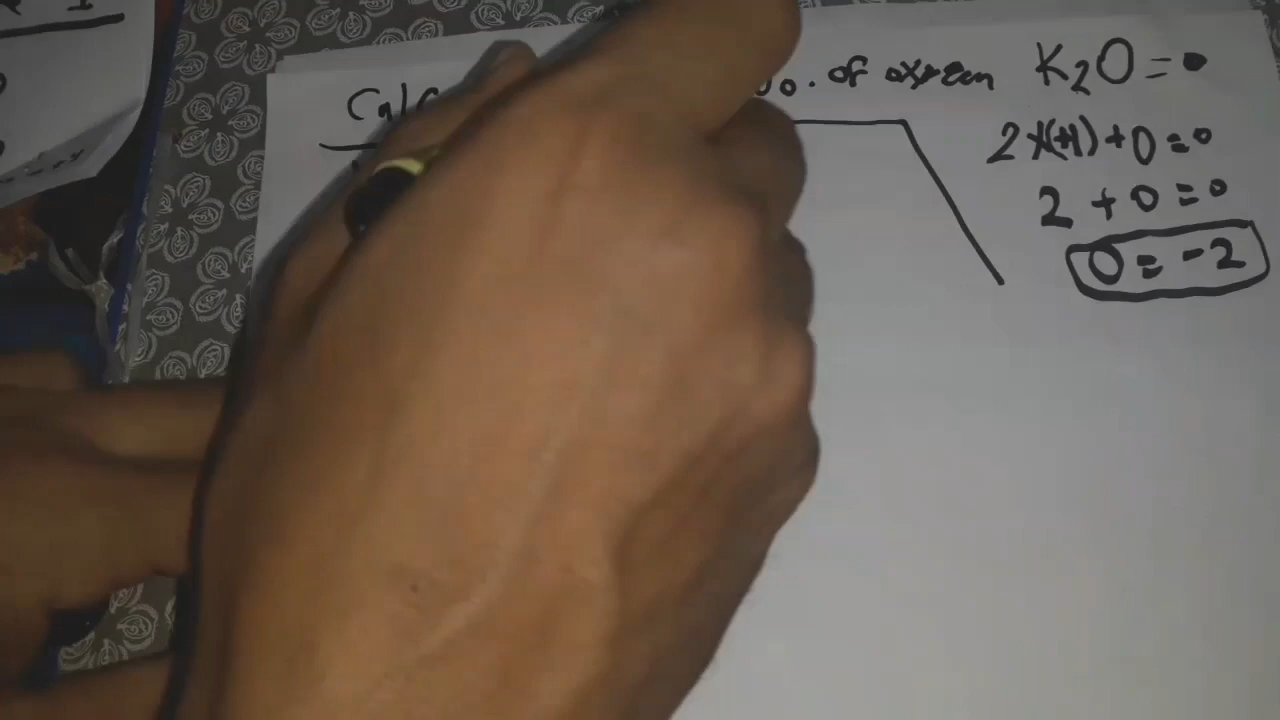 of oxygen K₂O = 0
2×(+1) + O = 0
2 + O = 0
O = -2